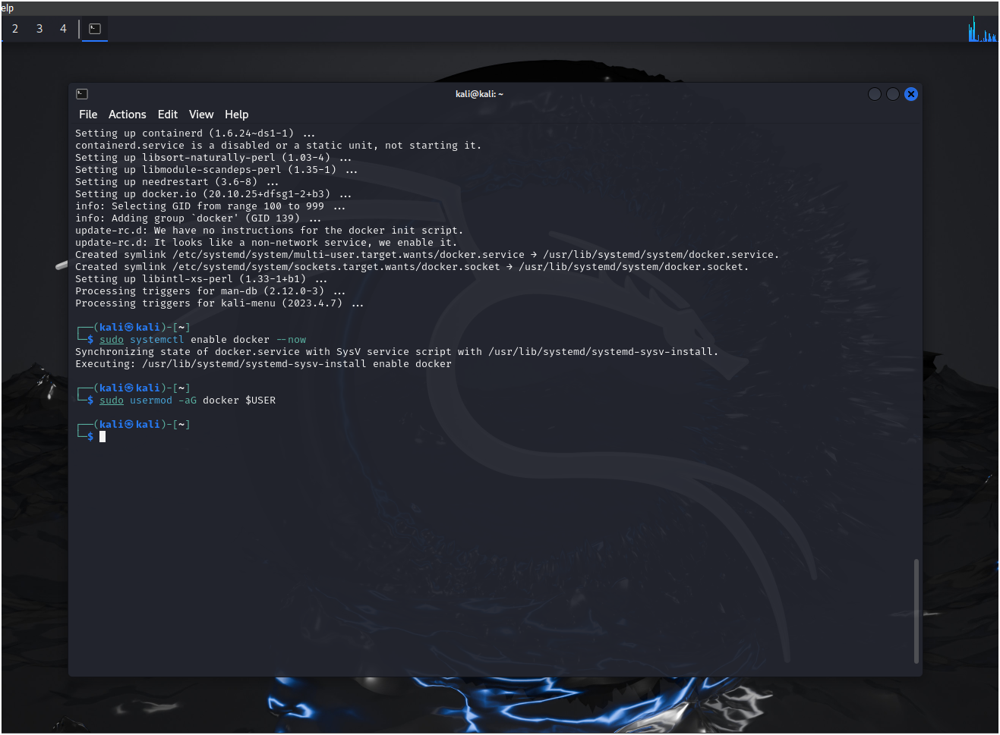 elp
2 3 4
kali@kali: ~
File Actions Edit View Help
Setting up containerd (1.6.24~ds1-1) ...
containerd.service is a disabled or a static unit, not starting it.
Setting up libsort-naturally-perl (1.03-4) ...
Setting up libmodule-scandeps-perl (1.35-1) ...
Setting up needrestart (3.6-8) ...
Setting up docker.io (20.10.25+dfsg1-2+b3) ...
info: Selecting GID from range 100 to 999 ...
info: Adding group `docker' (GID 139) ...
update-rc.d: We have no instructions for the docker init script.
update-rc.d: It looks like a non-network service, we enable it.
Created symlink /etc/systemd/system/multi-user.target.wants/docker.service → /usr/lib/systemd/system/docker.service.
Created symlink /etc/systemd/system/sockets.target.wants/docker.socket → /usr/lib/systemd/system/docker.socket.
Setting up libintl-xs-perl (1.33-1+b1) ...
Processing triggers for man-db (2.12.0-3) ...
Processing triggers for kali-menu (2023.4.7) ...
┌──(kali㉿kali)-[~]
└─$ sudo systemctl enable docker --now
Synchronizing state of docker.service with SysV service script with /usr/lib/systemd/systemd-sysv-install.
Executing: /usr/lib/systemd/systemd-sysv-install enable docker
┌──(kali㉿kali)-[~]
└─$ sudo usermod -aG docker $USER
┌──(kali㉿kali)-[~]
└─$